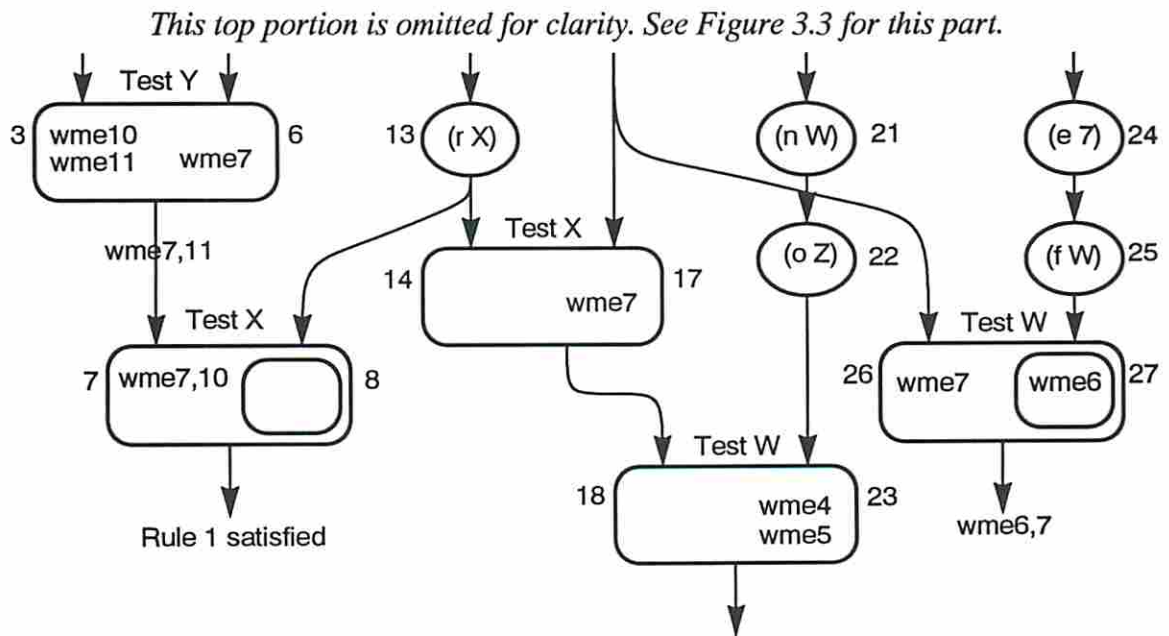 This top portion is omitted for clarity. See Figure 3.3 for this part.
Test Y
3
wme10
wme11
wme7
6
13
(r X)
(n W)
21
(e 7)
24
wme7,11
Test X
14
wme7
17
(o Z)
22
(f W)
25
Test X
7
wme7,10
8
Test W
26
wme7
wme6
27
Test W
18
wme4
wme5
23
Rule 1 satisfied
wme6,7